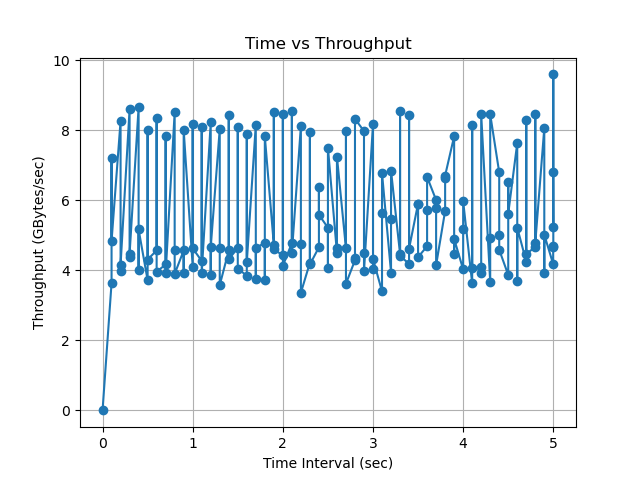 Time vs Throughput
Throughput (GBytes/sec)
10
8
6
4
2
0
0 1 2 3 4 5
Time Interval (sec)